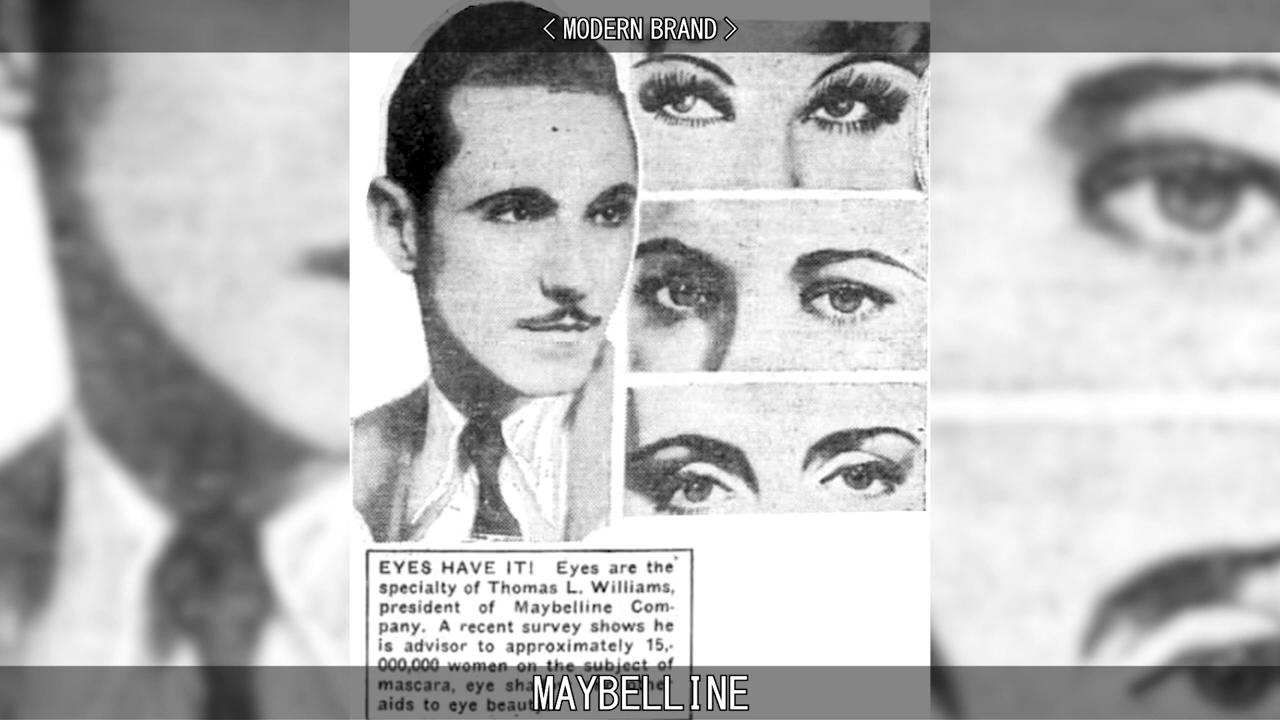 < MODERN BRAND >
EYES HAVE IT! Eyes are the
specialty of Thomas L. Williams,
president of Maybelline Com-
pany. A recent survey shows he
is advisor to approximately 15,-
000,000 women on the subject of
mascara, eye
aids to eye
MAYBELLINE